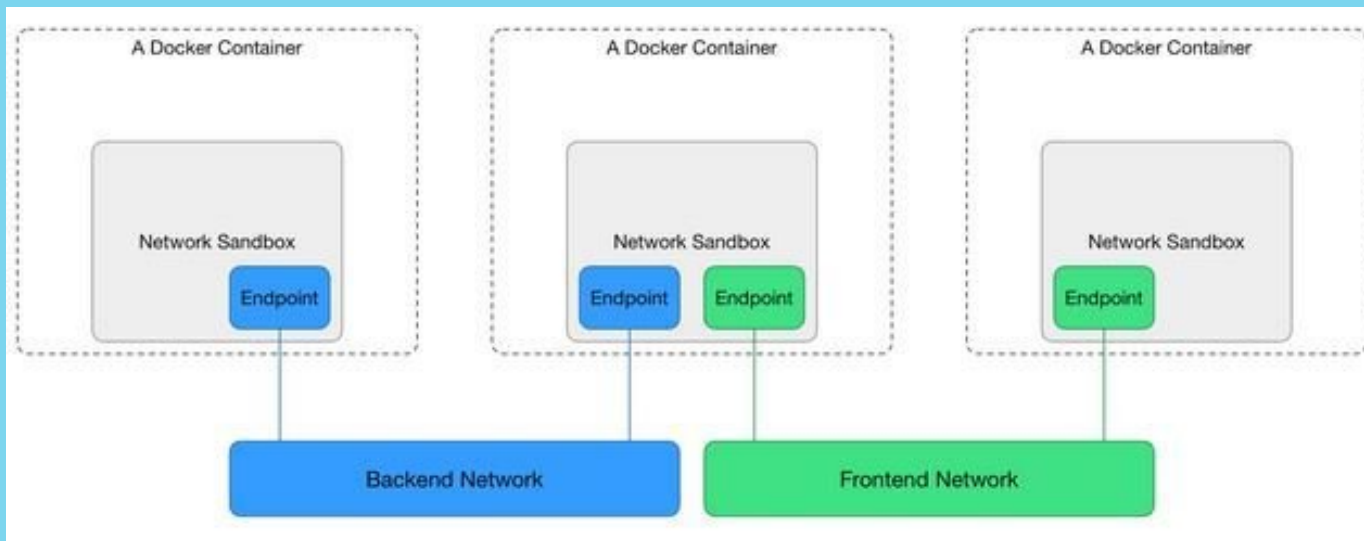 A Docker Container
A Docker Container
A Docker Container
Network Sandbox
Network Sandbox
Network Sandbox
Endpoint
Endpoint
Endpoint
Endpoint
Backend Network
Frontend Network